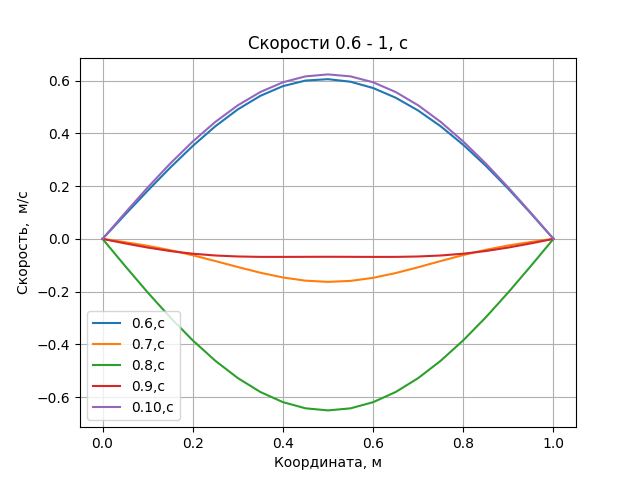 Скорости 0.6 - 1, с
Скорость,  м/с
0.6
0.4
0.2
0.0
−0.2
−0.4
−0.6
0.6,с
0.7,с
0.8,с
0.9,с
0.10,с
0.0 0.2 0.4 0.6 0.8 1.0
Координата, м